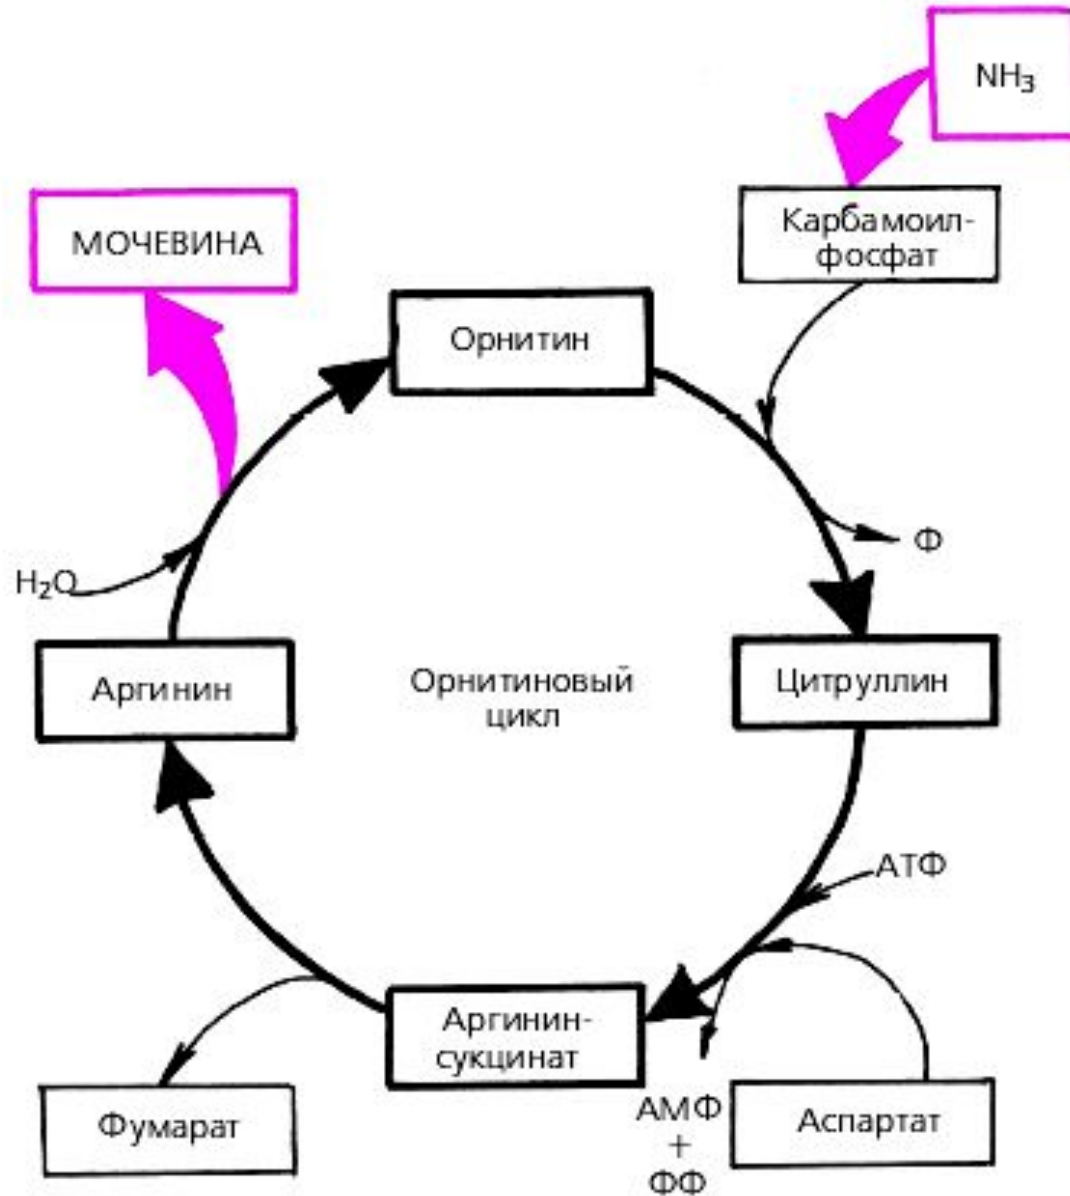 NH₃
Карбамоил-
фосфат
МОЧЕВИНА
Орнитин
Ф
H₂O
Аргинин
Орнитиновый
цикл
Цитруллин
АТФ
Аргинин-
сукцинат
Фумарат
АМФ
+
ФФ
Аспартат